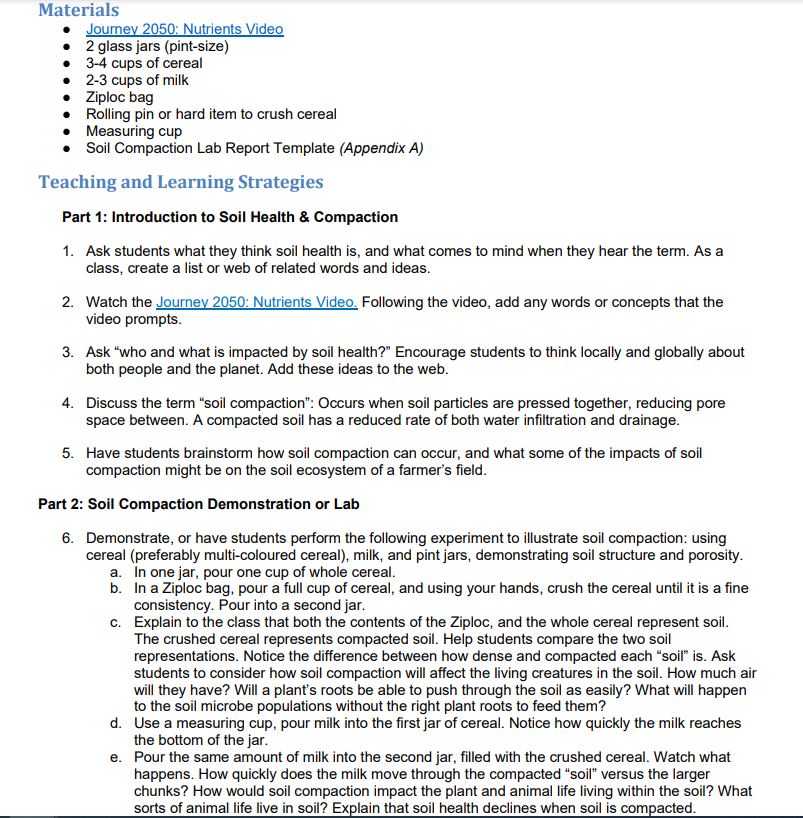 Materials
● Journey 2050: Nutrients Video
● 2 glass jars (pint-size)
● 3-4 cups of cereal
● 2-3 cups of milk
● Ziploc bag
● Rolling pin or hard item to crush cereal
● Measuring cup
● Soil Compaction Lab Report Template (Appendix A)
Teaching and Learning Strategies
Part 1: Introduction to Soil Health & Compaction
1. Ask students what they think soil health is, and what comes to mind when they hear the term. As a
class, create a list or web of related words and ideas.
2. Watch the Journey 2050: Nutrients Video. Following the video, add any words or concepts that the
video prompts.
3. Ask “who and what is impacted by soil health?” Encourage students to think locally and globally about
both people and the planet. Add these ideas to the web.
4. Discuss the term “soil compaction”: Occurs when soil particles are pressed together, reducing pore
space between. A compacted soil has a reduced rate of both water infiltration and drainage.
5. Have students brainstorm how soil compaction can occur, and what some of the impacts of soil
compaction might be on the soil ecosystem of a farmer’s field.
Part 2: Soil Compaction Demonstration or Lab
6. Demonstrate, or have students perform the following experiment to illustrate soil compaction: using
cereal (preferably multi-coloured cereal), milk, and pint jars, demonstrating soil structure and porosity.
a. In one jar, pour one cup of whole cereal.
b. In a Ziploc bag, pour a full cup of cereal, and using your hands, crush the cereal until it is a fine
consistency. Pour into a second jar.
c. Explain to the class that both the contents of the Ziploc, and the whole cereal represent soil.
The crushed cereal represents compacted soil. Help students compare the two soil
representations. Notice the difference between how dense and compacted each “soil” is. Ask
students to consider how soil compaction will affect the living creatures in the soil. How much air
will they have? Will a plant’s roots be able to push through the soil as easily? What will happen
to the soil microbe populations without the right plant roots to feed them?
d. Use a measuring cup, pour milk into the first jar of cereal. Notice how quickly the milk reaches
the bottom of the jar.
e. Pour the same amount of milk into the second jar, filled with the crushed cereal. Watch what
happens. How quickly does the milk move through the compacted “soil” versus the larger
chunks? How would soil compaction impact the plant and animal life living within the soil? What
sorts of animal life live in soil? Explain that soil health declines when soil is compacted.